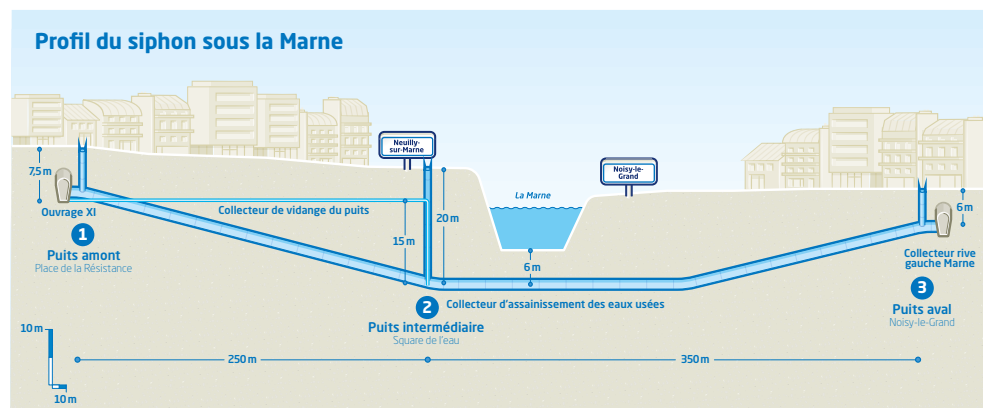 Profil du siphon sous la Marne
Neuilly-
sur-Marne
Noisy-le-
Grand
La Marne
7,5 m
Ouvrage XI
1
Puits amont
Place de la Résistance
Collecteur de vidange du puits
15 m
20 m
6 m
6 m
Collecteur rive
gauche Marne
3
Puits aval
Noisy-le-Grand
Collecteur d'assainissement des eaux usées
2
Puits intermédiaire
Square de l'eau
10 m
10 m
250 m
350 m